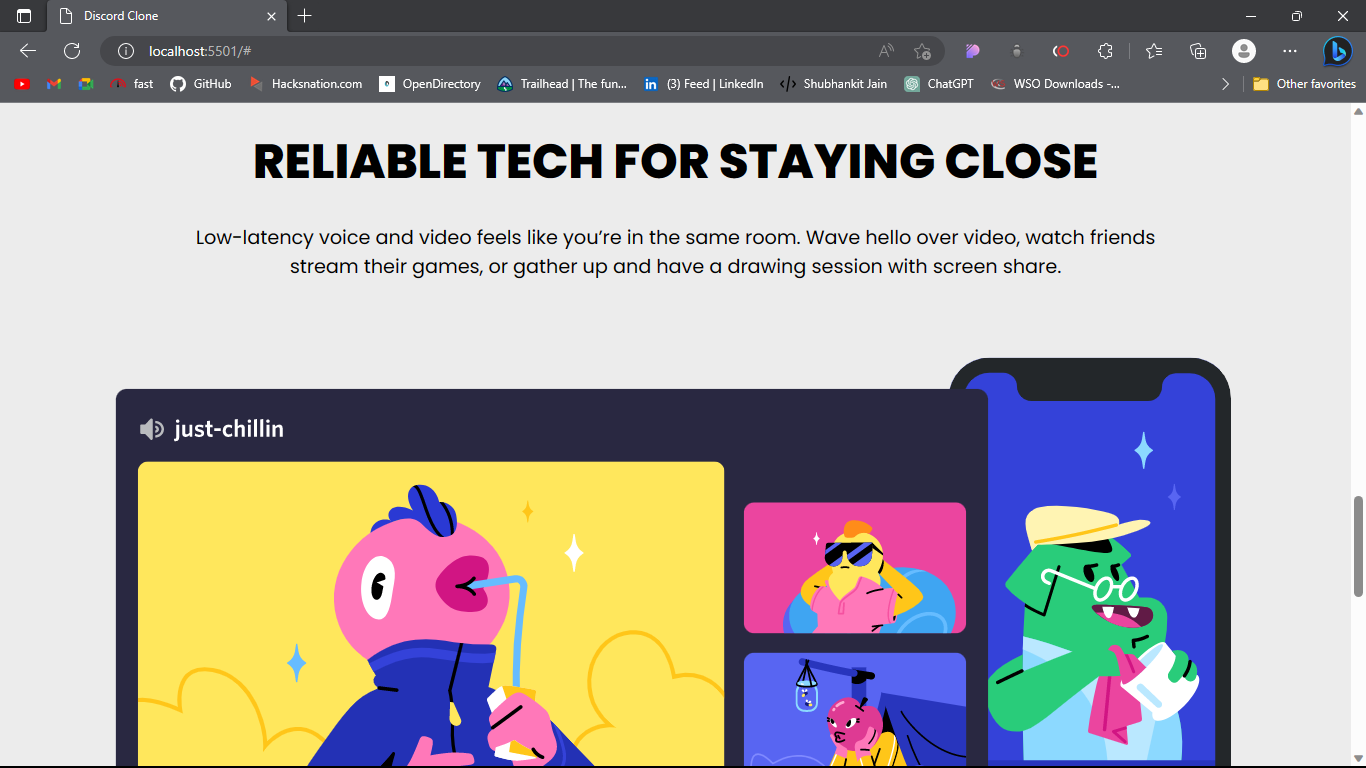 Discord Clone
localhost:5501/#
fast
GitHub
Hacksnation.com
OpenDirectory
Trailhead | The fun...
(3) Feed | LinkedIn
Shubhankit Jain
ChatGPT
WSO Downloads -...
Other favorites
RELIABLE TECH FOR STAYING CLOSE
Low-latency voice and video feels like you’re in the same room. Wave hello over video, watch friends
stream their games, or gather up and have a drawing session with screen share.
just-chillin